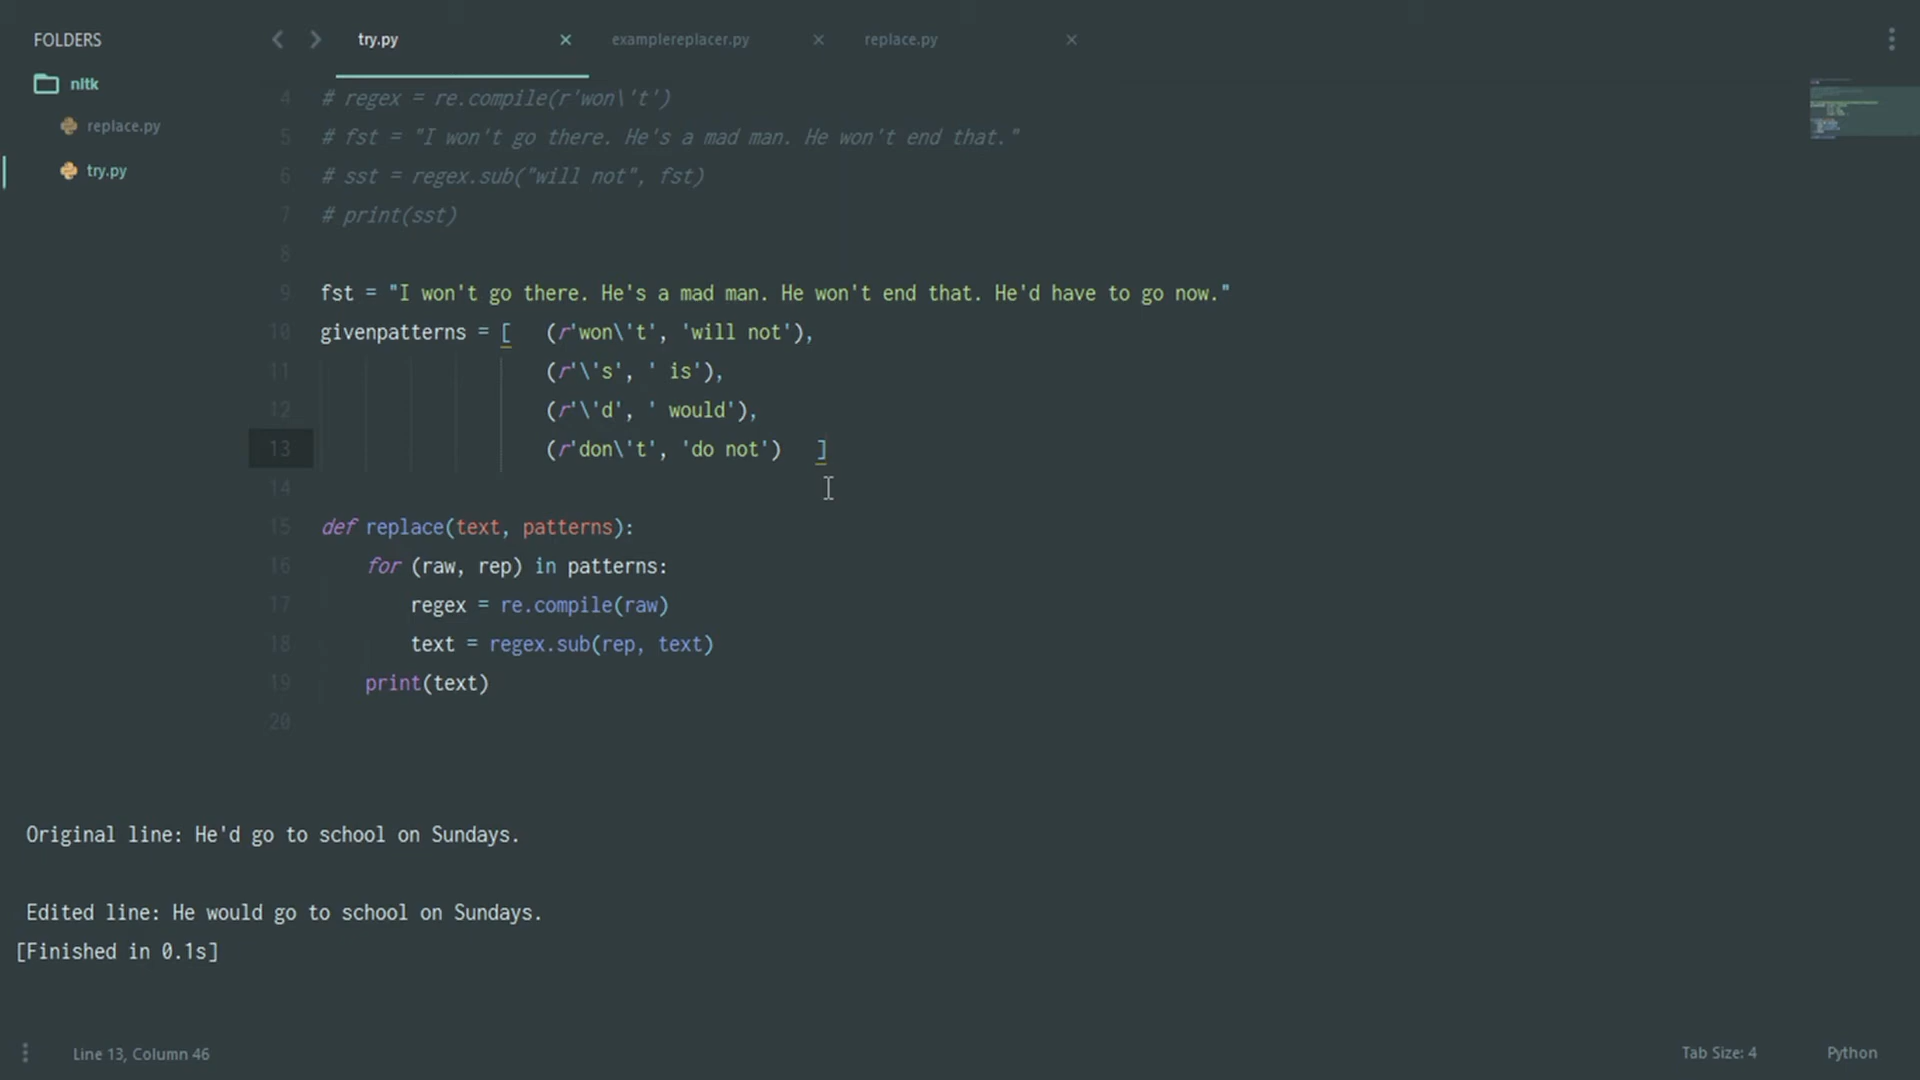 FOLDERS
nltk
replace.py
try.py
try.py
examplereplacer.py
replace.py
4 # regex = re.compile(r'won\'t')
5 # fst = "I won't go there. He's a mad man. He won't end that."
6 # sst = regex.sub("will not", fst)
7 # print(sst)
8
9 fst = "I won't go there. He's a mad man. He won't end that. He'd have to go now."
10 givenpatterns = [ (r'won\'t', 'will not'),
11 (r'\'s', ' is'),
12 (r'\'d', ' would'),
13 (r'don\'t', 'do not') ]
14
15 def replace(text, patterns):
16 for (raw, rep) in patterns:
17 regex = re.compile(raw)
18 text = regex.sub(rep, text)
19 print(text)
20
Original line: He'd go to school on Sundays.
Edited line: He would go to school on Sundays.
[Finished in 0.1s]
Line 13, Column 46
Tab Size: 4
Python